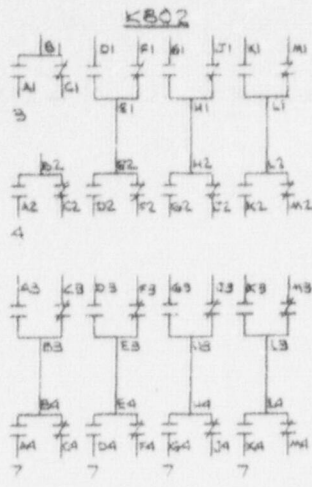 KB02
B1 D1 F1 G1 J1 K1 M1
A1 C1
3 E1 H1 L1
B2 E2 H2 L2
A2 C2 D2 F2 G2 J2 K2 M2
4
A3 C3 D3 F3 G3 J3 K3 M3
B3 E3 H3 L3
B4 E4 H4 L4
A4 C4 D4 F4 G4 J4 K4 M4
7 7 7 7